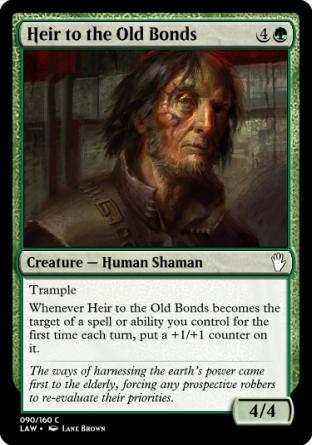 Heir to the Old Bonds 4
Creature — Human Shaman
Trample
Whenever Heir to the Old Bonds becomes the
target of a spell or ability you control for the
first time each turn, put a +1/+1 counter on
it.
The ways of harnessing the earth's power came
first to the elderly, forcing any prospective robbers
to re-evaluate their priorities.
4/4
090/160 C
LAW • LANE BROWN